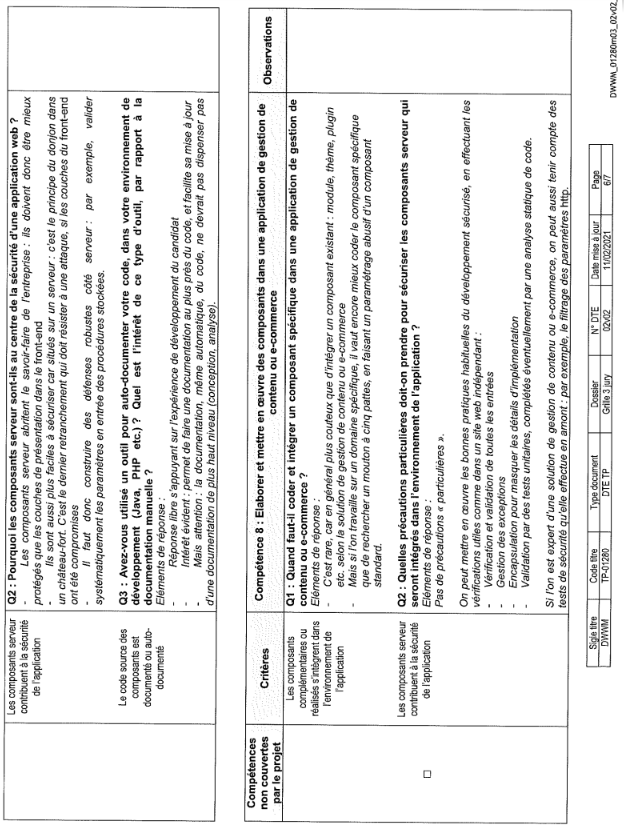 Les composants serveur
contribuent à la sécurité
de l'application
Q2 : Pourquoi les composants serveur sont-ils au centre de la sécurité d'une application web ?
- Les composants serveur abritent le savoir-faire de l'entreprise : ils doivent donc être mieux
protégés que les couches de présentation dans le front-end
- Ils sont aussi plus faciles à sécuriser car situés sur un serveur : c'est le principe du donjon dans
un château-fort. C'est le dernier retranchement qui doit résister à une attaque, si les couches du front-end
ont été compromises
- Il faut donc construire des défenses robustes côté serveur : par exemple, valider
systématiquement les paramètres en entrée des procédures stockées.
Le code source des
composants est
documenté ou auto-
documenté
Q3 : Avez-vous utilisé un outil pour auto-documenter votre code, dans votre environnement de
développement (Java, PHP etc.) ? Quel est l'intérêt de ce type d'outil, par rapport à la
documentation manuelle ?
Eléments de réponse :
- Réponse libre s'appuyant sur l'expérience de développement du candidat
- Intérêt évident : permet de faire une documentation au plus près du code, et facilite sa mise à jour
- Mais attention : la documentation, même automatique, du code, ne devrait pas dispenser pas
d'une documentation de plus haut niveau (conception, analyse).
Compétences
non couvertes
par le projet
Critères
Compétence 8 : Elaborer et mettre en œuvre des composants dans une application de gestion de
contenu ou e-commerce
Observations
Les composants
complémentaires ou
réalisés s'intègrent dans
l'environnement de
l'application
Q1 : Quand faut-il coder et intégrer un composant spécifique dans une application de gestion de
contenu ou e-commerce ?
Eléments de réponse :
- C'est rare, car en général plus couteux que d'intégrer un composant existant : module, thème, plugin
etc. selon la solution de gestion de contenu ou e-commerce
- Mais si l'on travaille sur un domaine spécifique, il vaut encore mieux coder le composant spécifique
que de rechercher un mouton à cinq pattes, en faisant un paramétrage abusif d'un composant
standard.
☐
Les composants serveur
contribuent à la sécurité
de l'application
Q2 : Quelles précautions particulières doit-on prendre pour sécuriser les composants serveur qui
seront intégrés dans l'environnement de l'application ?
Eléments de réponse :
Pas de précautions « particulières ».
On peut mettre en œuvre les bonnes pratiques habituelles du développement sécurisé, en effectuant les
vérifications utiles comme dans un site web indépendant :
- Vérification et validation de toutes les entrées
- Gestion des exceptions
- Encapsulation pour masquer les détails d'implémentation
- Validation par des tests unitaires, complétés éventuellement par une analyse statique de code.
Si l'on est expert d'une solution de gestion de contenu ou e-commerce, on peut aussi tenir compte des
tests de sécurité qu'elle effectue en amont : par exemple, le filtrage des paramètres http.
Sigle titre Code titre Type document Dossier N° DTE Date mise à jour Page
DWWM TP-01280 DTE TP Grille 3 jury 02v02 11/02/2021 6/7
DWWM_01280m03_02v02_